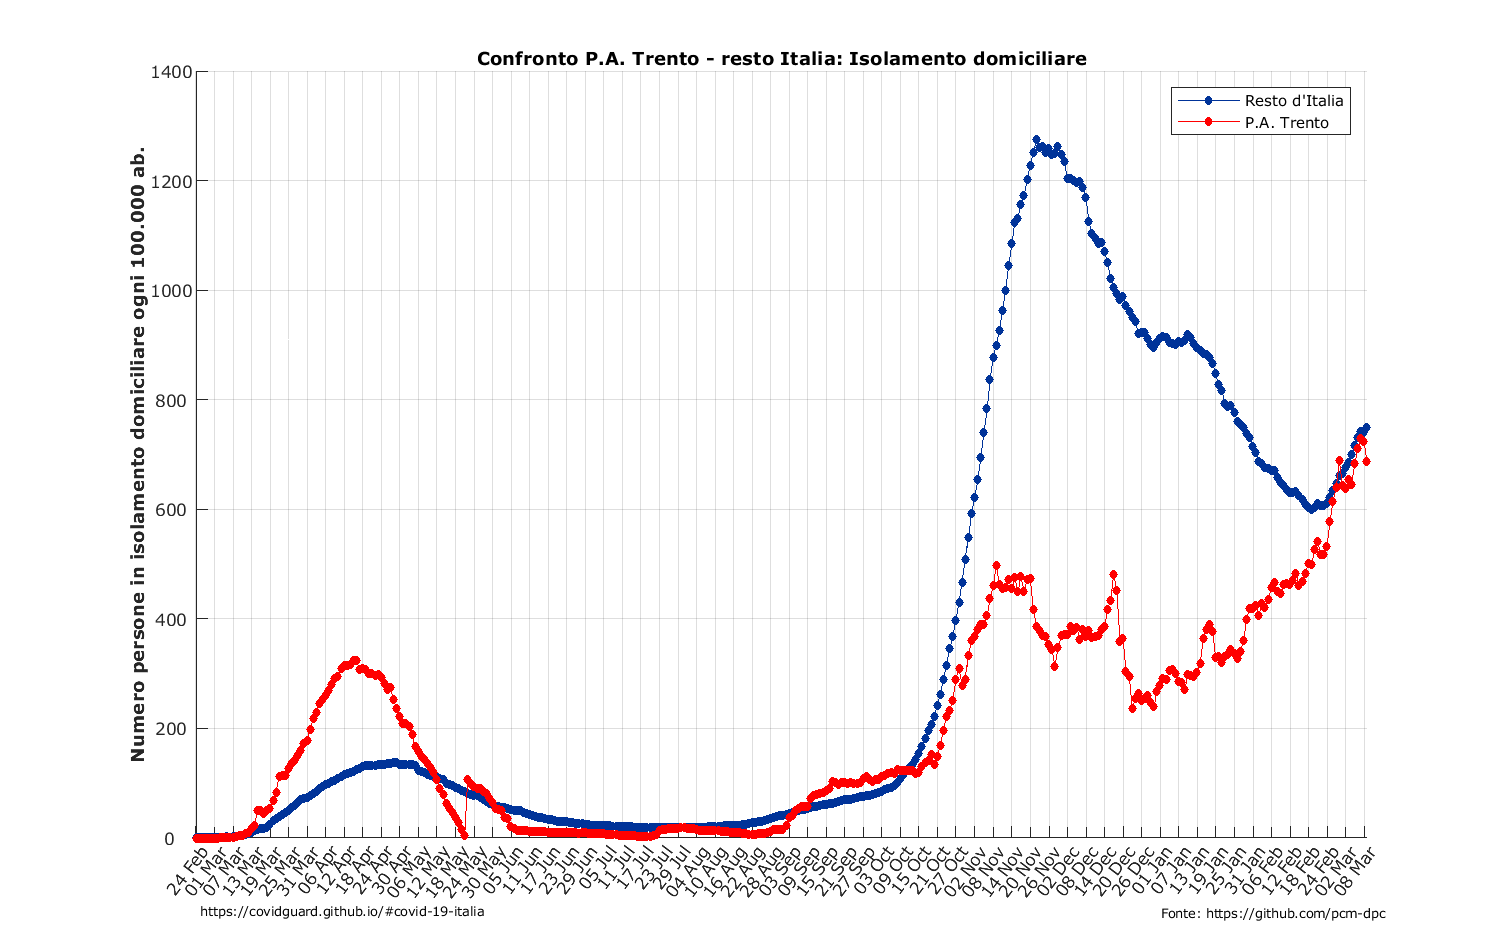 Confronto P.A. Trento - resto Italia: Isolamento domiciliare
Numero persone in isolamento domiciliare ogni 100.000 ab.
1400
1200
1000
800
600
400
200
0
Resto d'Italia
P.A. Trento
24 Feb
01 Mar
07 Mar
13 Mar
19 Mar
25 Mar
31 Mar
06 Apr
12 Apr
18 Apr
24 Apr
30 Apr
06 May
12 May
18 May
24 May
30 May
05 Jun
11 Jun
17 Jun
23 Jun
29 Jun
05 Jul
11 Jul
17 Jul
23 Jul
29 Jul
04 Aug
10 Aug
16 Aug
22 Aug
28 Aug
03 Sep
09 Sep
15 Sep
21 Sep
27 Sep
03 Oct
09 Oct
15 Oct
21 Oct
27 Oct
02 Nov
08 Nov
14 Nov
20 Nov
26 Nov
02 Dec
08 Dec
14 Dec
20 Dec
26 Dec
01 Jan
07 Jan
13 Jan
19 Jan
25 Jan
31 Jan
06 Feb
12 Feb
18 Feb
24 Feb
02 Mar
08 Mar
https://covidguard.github.io/#covid-19-italia
Fonte: https://github.com/pcm-dpc